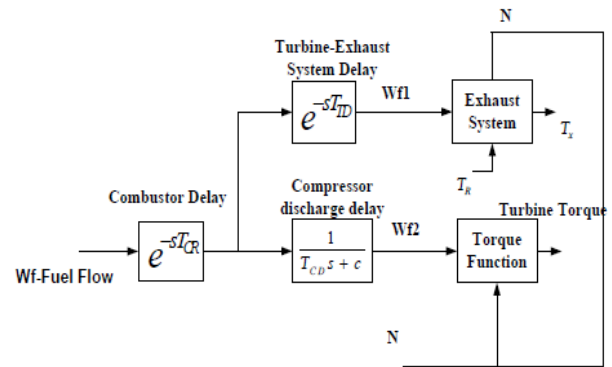 N
Turbine-Exhaust
System Delay
Wf1
e^{-sT_{TD}}
Exhaust
System
T_x
T_R
Combustor Delay
Compressor
discharge delay
Turbine Torque
e^{-sT_{CR}}
1
T_{CD} s + c
Wf2
Torque
Function
Wf-Fuel Flow
N